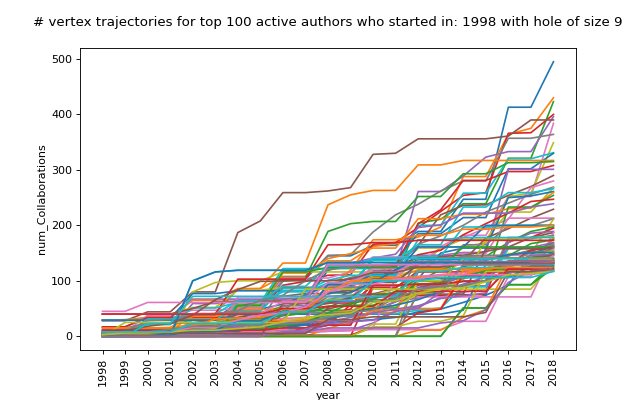 # vertex trajectories for top 100 active authors who started in: 1998 with hole of size 9
500
400
300
200
100
0
num_Collaborations
1998 1999 2000 2001 2002 2003 2004 2005 2006 2007 2008 2009 2010 2011 2012 2013 2014 2015 2016 2017 2018
year